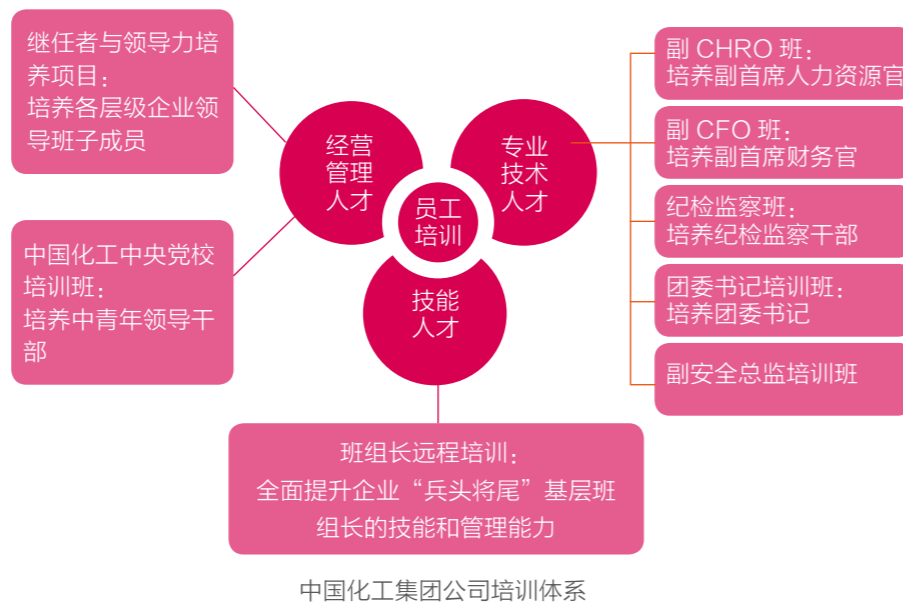 继任者与领导力培
养项目：
培养各层级企业领
导班子成员
中国化工中央党校
培训班：
培养中青年领导干
部
经营
管理
人才
专业
技术
人才
员工
培训
技能
人才
副 CHRO 班：
培养副首席人力资源官
副 CFO 班：
培养副首席财务官
纪检监察班：
培养纪检监察干部
团委书记培训班：
培养团委书记
副安全总监培训班
班组长远程培训：
全面提升企业“兵头将尾”基层班
组长的技能和管理能力
中国化工集团公司培训体系